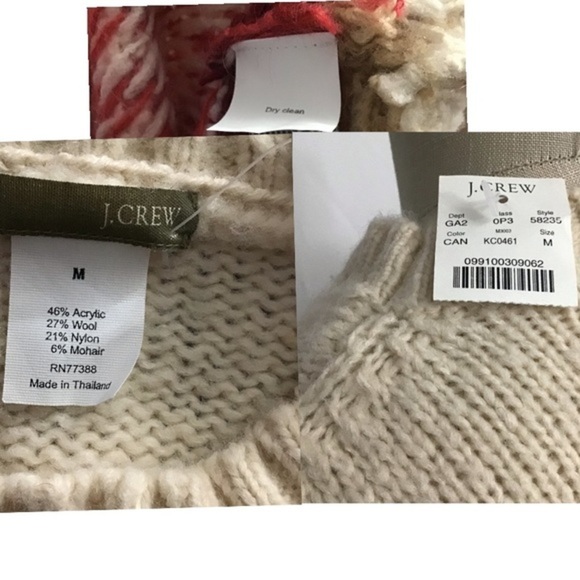 Dry clean
J.CREW
M
46% Acrylic
27% Wool
21% Nylon
6% Mohair
RN77388
Made in Thailand
J.CREW
Dept lass Style
GA2 0P3 58235
Color Size
CAN KC0461 M
099100309062